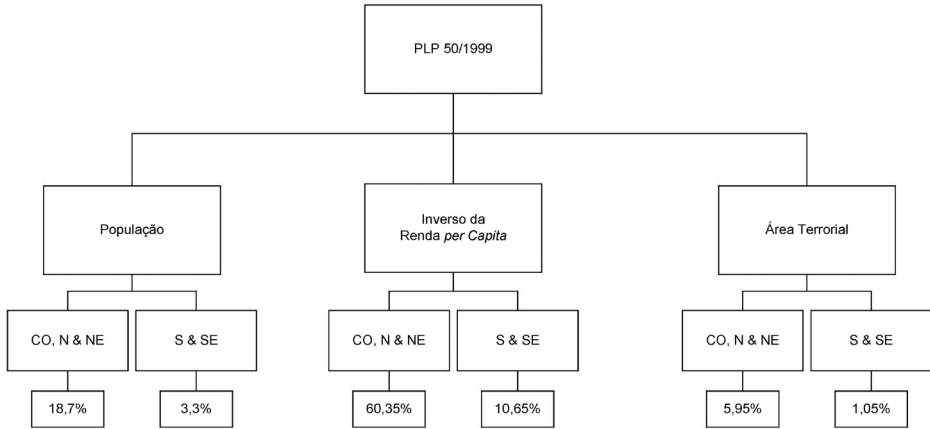 PLP 50/1999
População
Inverso da
Renda per Capita
Área Terrorial
CO, N & NE
S & SE
CO, N & NE
S & SE
CO, N & NE
S & SE
18,7%
3,3%
60,35%
10,65%
5,95%
1,05%